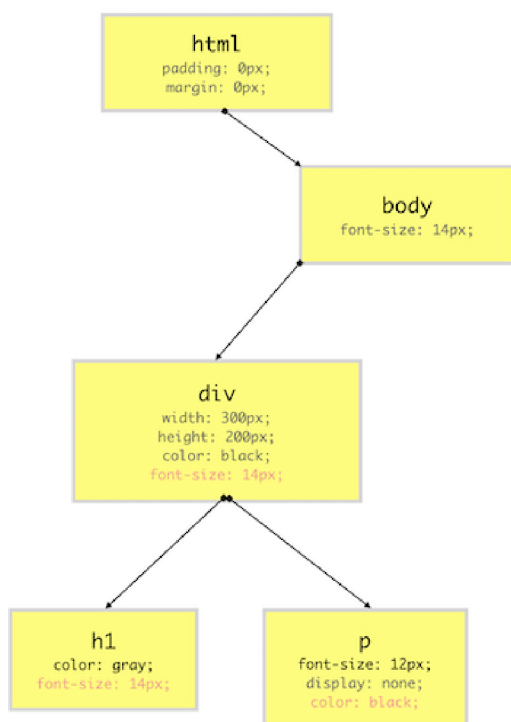 html
padding: 0px;
margin: 0px;
body
font-size: 14px;
div
width: 300px;
height: 200px;
color: black;
font-size: 14px;
h1
color: gray;
font-size: 14px;
p
font-size: 12px;
display: none;
color: black;